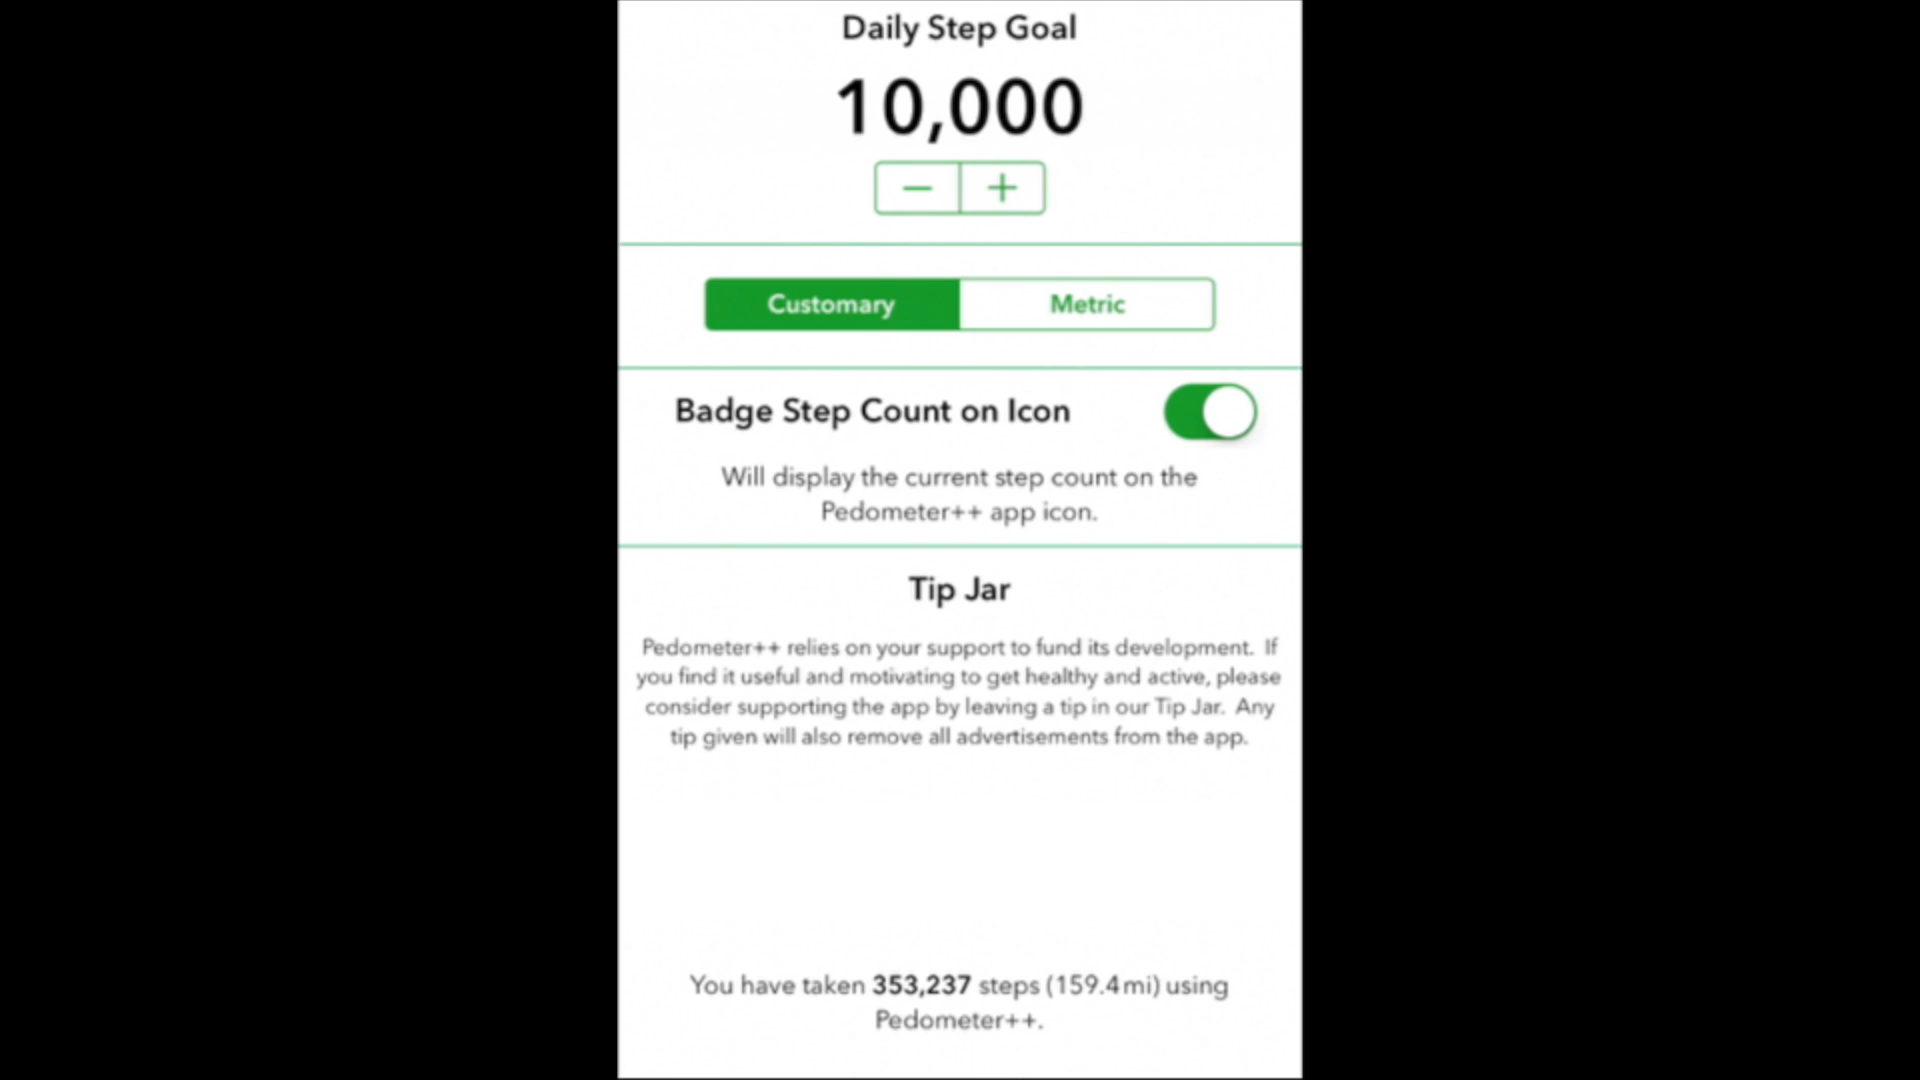 Daily Step Goal
10,000
Customary
Metric
Badge Step Count on Icon
Will display the current step count on the
Pedometer++ app icon.
Tip Jar
Pedometer++ relies on your support to fund its development. If
you find it useful and motivating to get healthy and active, please
consider supporting the app by leaving a tip in our Tip Jar. Any
tip given will also remove all advertisements from the app.
You have taken 353,237 steps (159.4mi) using
Pedometer++.